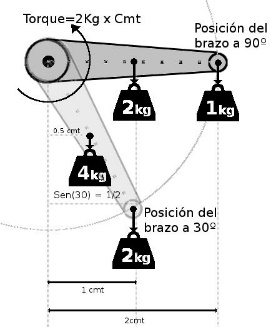 Torque=2Kg x Cmt
Posición del
brazo a 90º
2kg
1kg
0.5 cmt
4kg
Sen(30) = 1/2
Posición del
brazo a 30º
2kg
1 cmt
2cmt